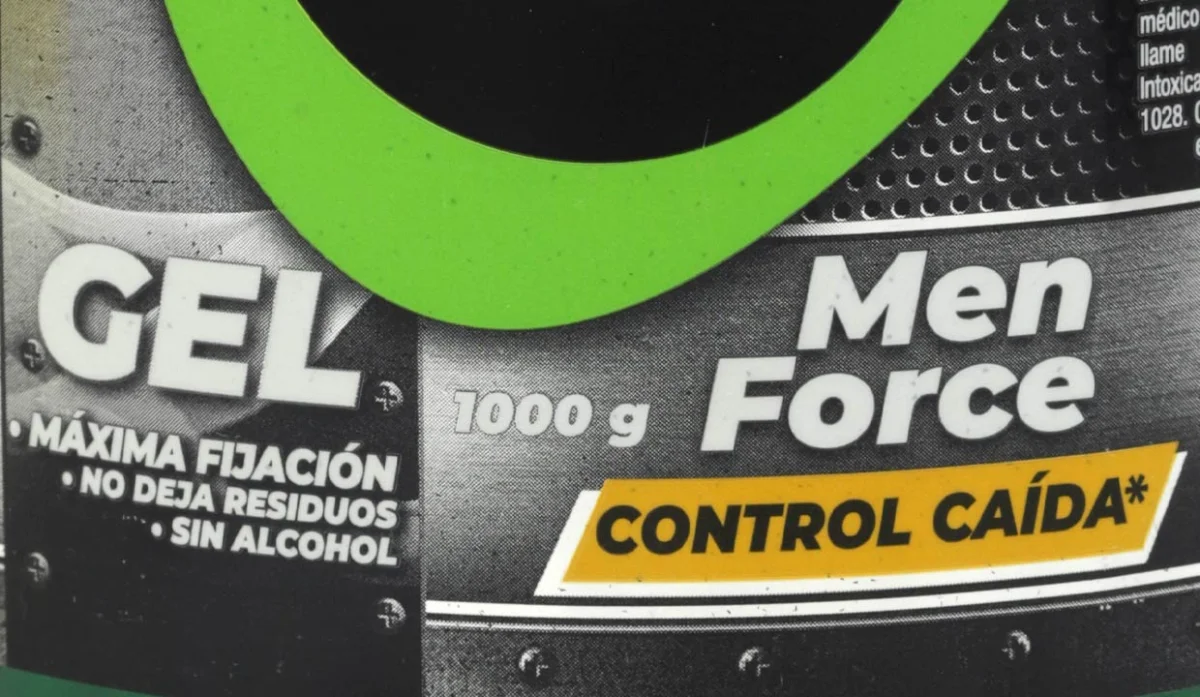 médico
llame
Intoxica
1028.
GEL
• MÁXIMA FIJACIÓN
• NO DEJA RESIDUOS
• SIN ALCOHOL
1000 g
Men
Force
CONTROL CAÍDA*